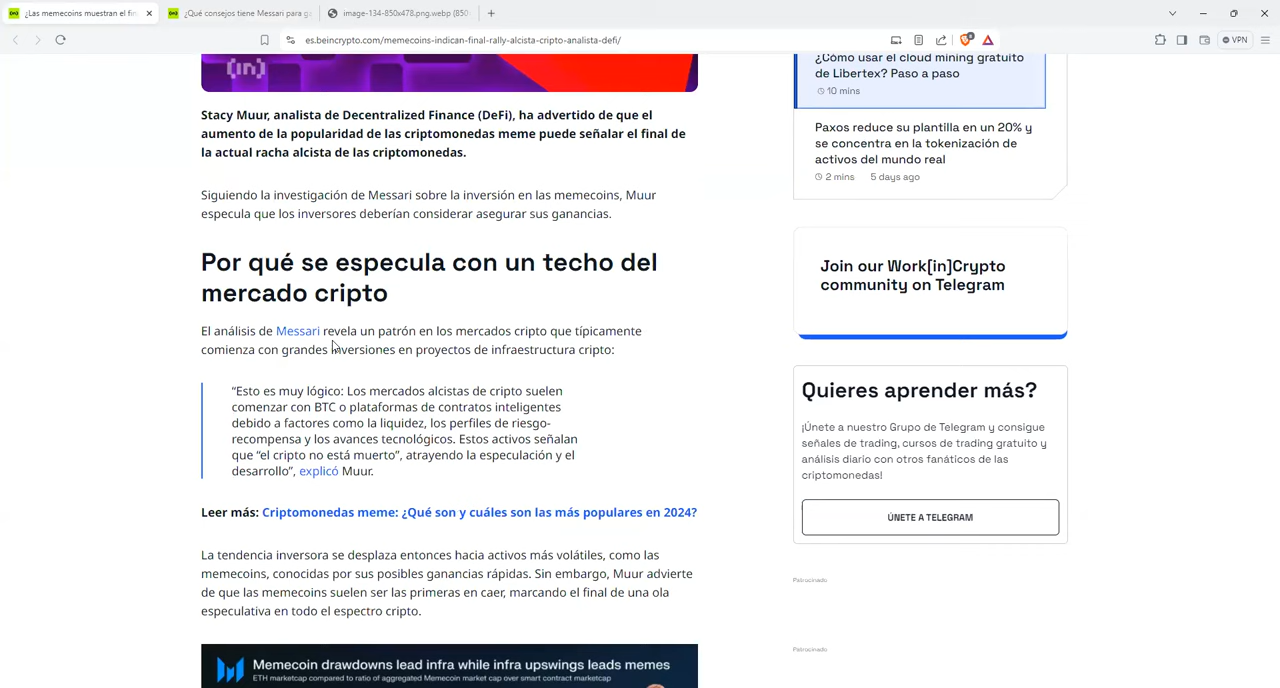 ¿Las memecoins muestran el fin
¿Qué consejos tiene Messari para ga
image-134-850x478.png.webp (850
es.beincrypto.com/memecoins-indican-final-rally-alcista-cripto-analista-defi/
VPN
{in}
Stacy Muur, analista de Decentralized Finance (DeFi), ha advertido de que el
aumento de la popularidad de las criptomonedas meme puede señalar el final de
la actual racha alcista de las criptomonedas.
Siguiendo la investigación de Messari sobre la inversión en las memecoins, Muur
especula que los inversores deberían considerar asegurar sus ganancias.
Por qué se especula con un techo del
mercado cripto
El análisis de Messari revela un patrón en los mercados cripto que típicamente
comienza con grandes inversiones en proyectos de infraestructura cripto:
“Esto es muy lógico: Los mercados alcistas de cripto suelen
comenzar con BTC o plataformas de contratos inteligentes
debido a factores como la liquidez, los perfiles de riesgo-
recompensa y los avances tecnológicos. Estos activos señalan
que “el cripto no está muerto”, atrayendo la especulación y el
desarrollo”, explicó Muur.
Leer más: Criptomonedas meme: ¿Qué son y cuáles son las más populares en 2024?
La tendencia inversora se desplaza entonces hacia activos más volátiles, como las
memecoins, conocidas por sus posibles ganancias rápidas. Sin embargo, Muur advierte
de que las memecoins suelen ser las primeras en caer, marcando el final de una ola
especulativa en todo el espectro cripto.
Memecoin drawdowns lead infra while infra upswings leads memes
ETH marketcap compared to ratio of aggregated Memecoin market cap over smart contract marketcap
¿Cómo usar el cloud mining gratuito
de Libertex? Paso a paso
10 mins
Paxos reduce su plantilla en un 20% y
se concentra en la tokenización de
activos del mundo real
2 mins 5 days ago
Join our Work[in]Crypto
community on Telegram
Quieres aprender más?
¡Únete a nuestro Grupo de Telegram y consigue
señales de trading, cursos de trading gratuito y
análisis diario con otros fanáticos de las
criptomonedas!
ÚNETE A TELEGRAM
Patrocinado
Patrocinado